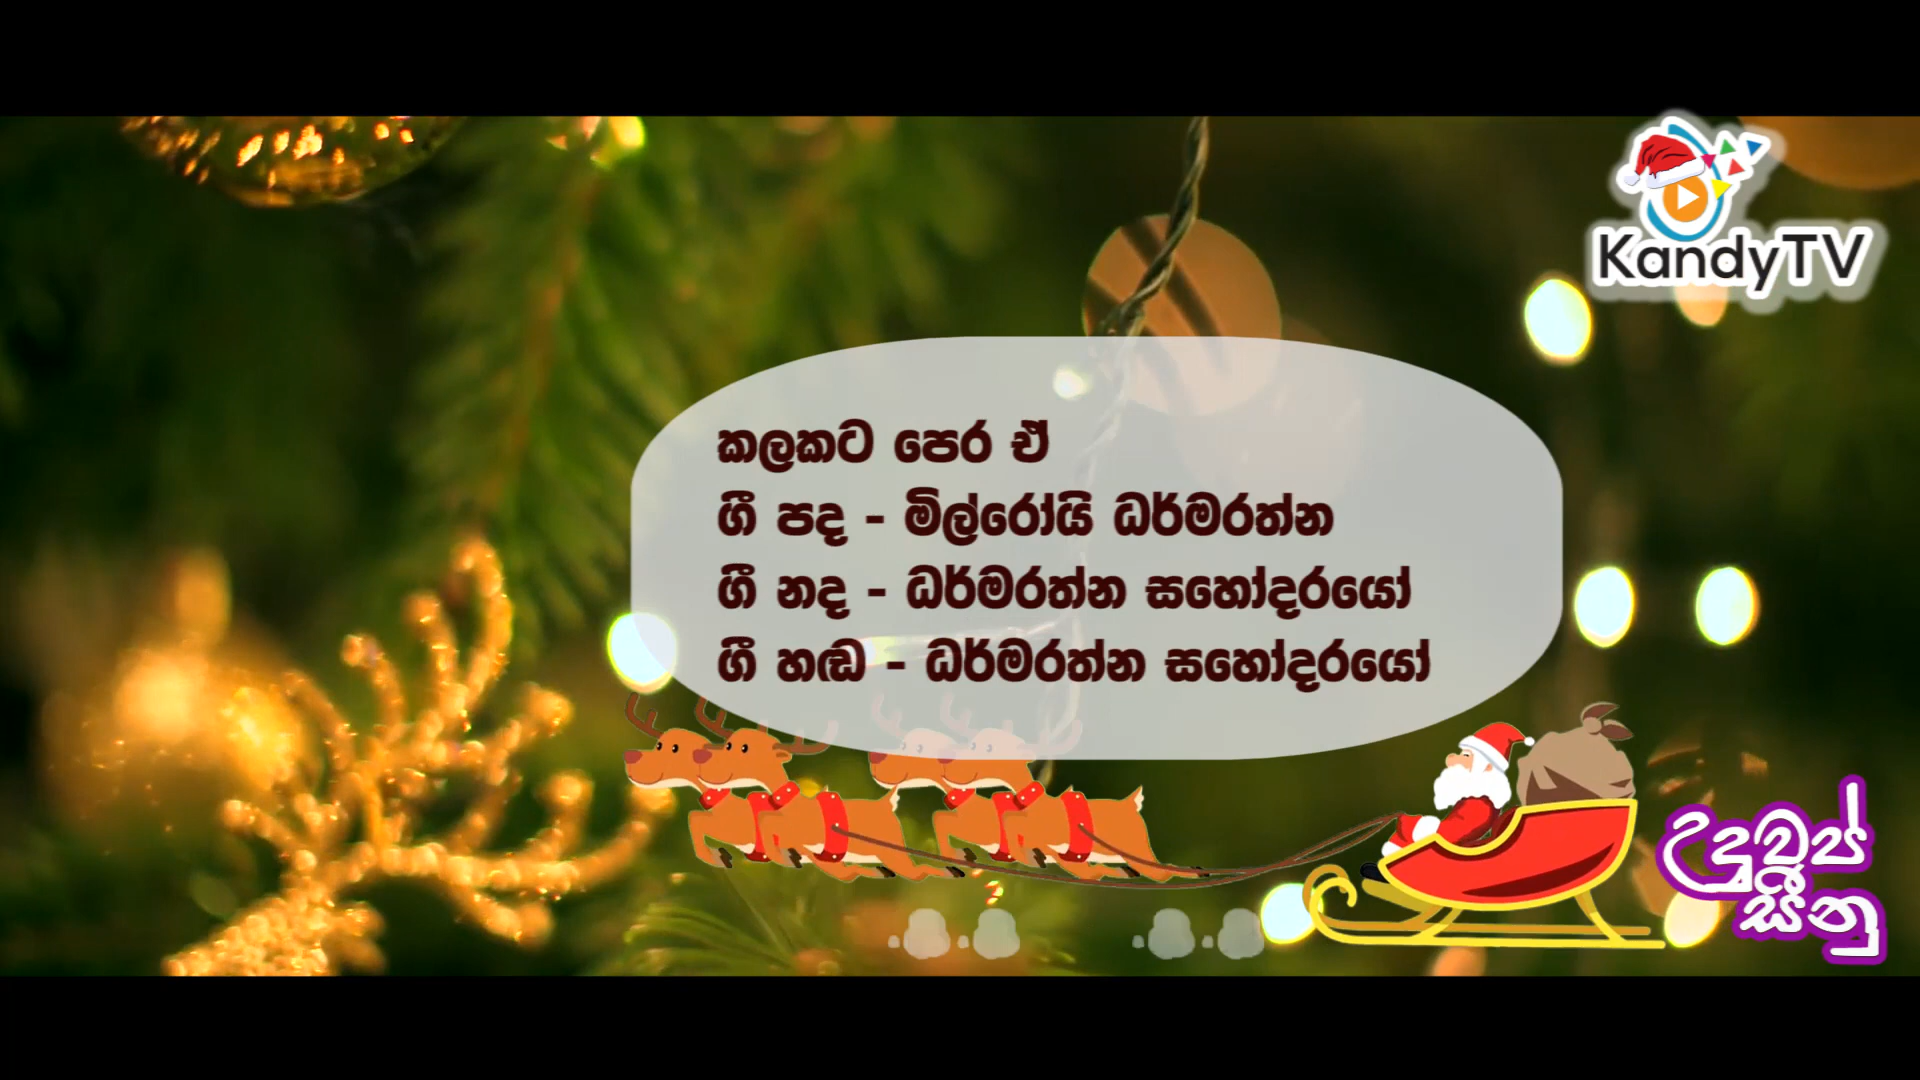 KandyTV
කලකට පෙර ඒ
ගී පද - මිල්රෝයි ධර්මරත්න
ගී නද - ධර්මරත්න සහෝදරයෝ
ගී හඬ - ධර්මරත්න සහෝදරයෝ
උදුවප්
සීනු